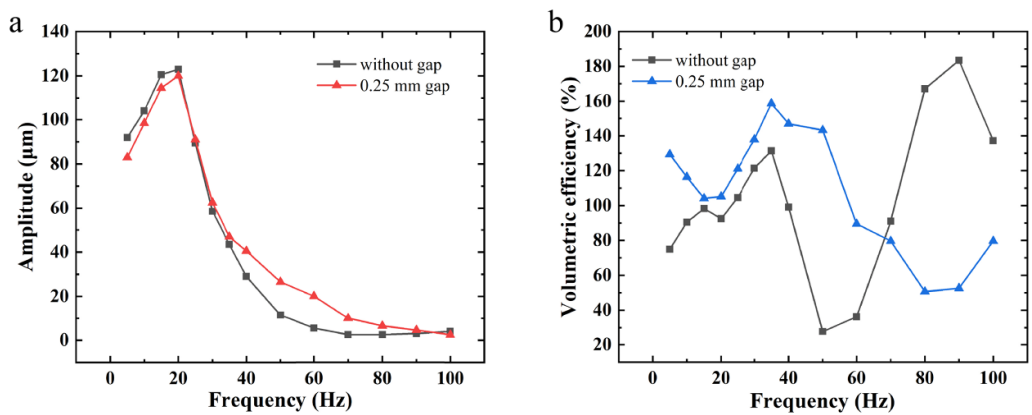 a
140
120
100
80
60
40
20
0
Amplitude (μm)
without gap
0.25 mm gap
0 20 40 60 80 100
Frequency (Hz)
b
200
180
160
140
120
100
80
60
40
20
Volumetric efficiency (%)
without gap
0.25 mm gap
0 20 40 60 80 100
Frequency (Hz)